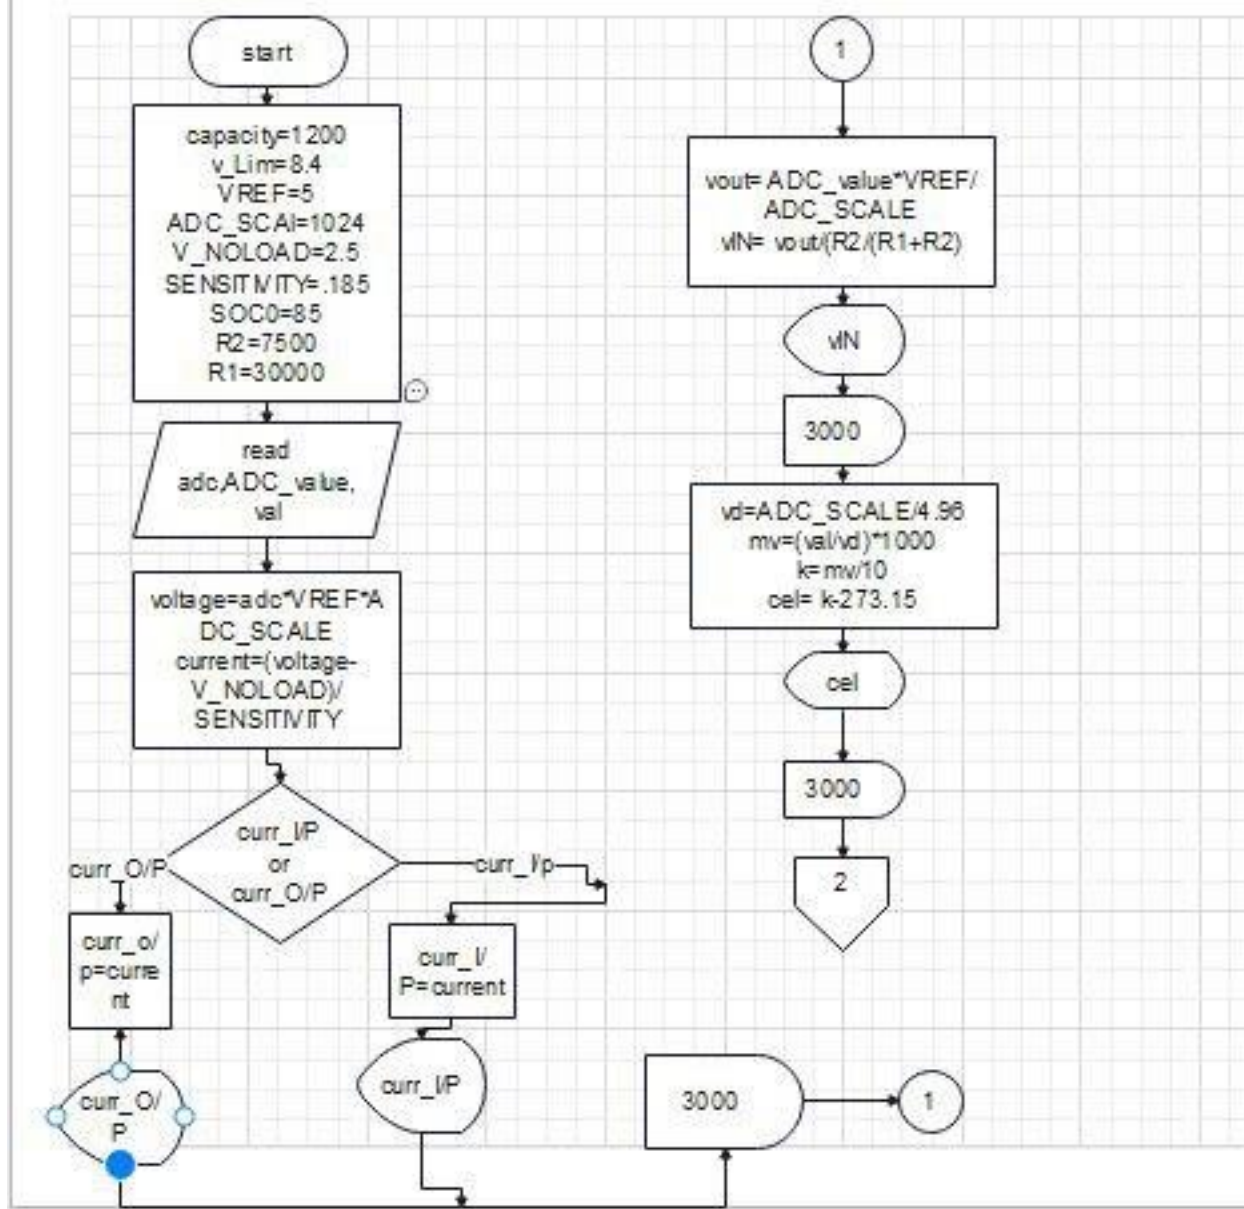 start
capacity=1200
v_Lim=8.4
VREF=5
ADC_SCAl=1024
V_NOLOAD=2.5
SENSITIVITY=.185
SOC0=85
R2=7500
R1=30000
read
adc,ADC_value,
val
voltage=adc*VREF*A
DC_SCALE
current=(voltage-
V_NOLOAD)/
SENSITIVITY
curr_I/P
or
curr_O/P
curr_O/P
curr_I/p
curr_o/
p=curre
nt
curr_I/
P=current
curr_O/
P
curr_I/P
3000
1
1
vout=ADC_value*VREF/
ADC_SCALE
vIN= vout/(R2/(R1+R2)
vIN
3000
vd=ADC_SCALE/4.96
mv=(val/vd)*1000
k=mv/10
cel= k-273.15
cel
3000
2